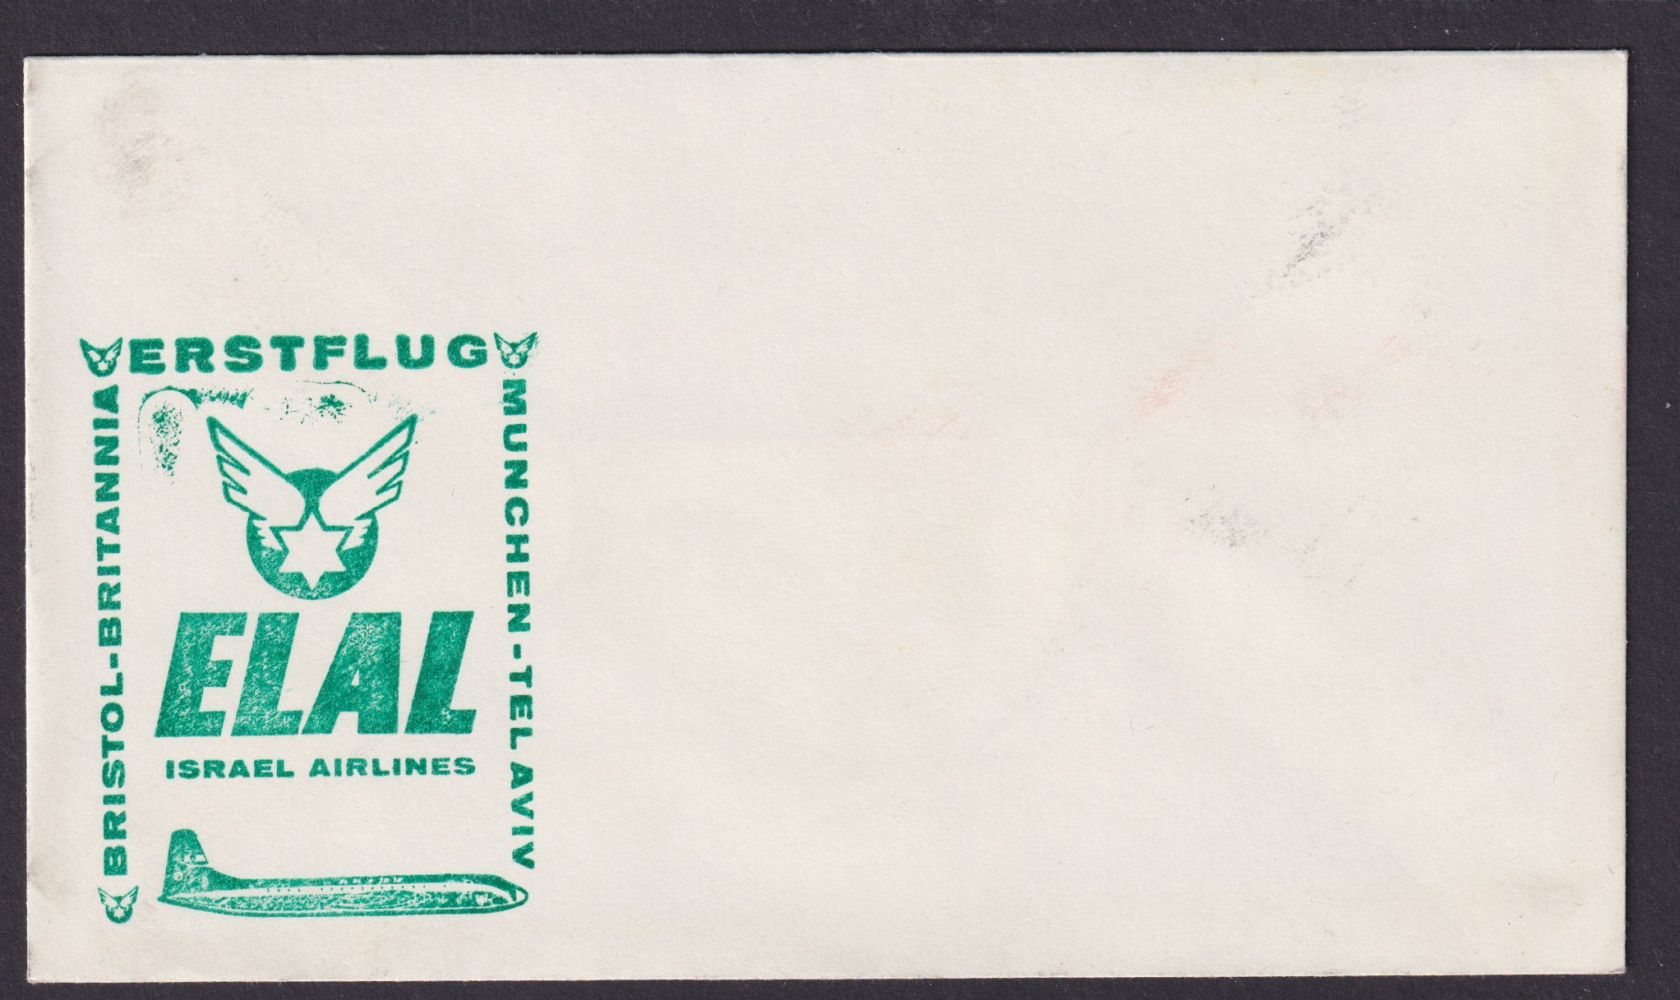 ERSTFLUG
BRISTOL-BRITANNIA
MUNCHEN-TEL AVIV
ELAL
ISRAEL AIRLINES